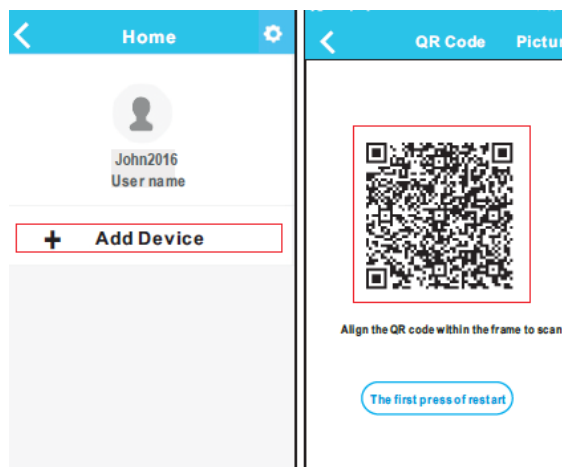 Home
John2016
User name
+ Add Device
QR Code Pictur
Align the QR code within the frame to scan
The first press of restart